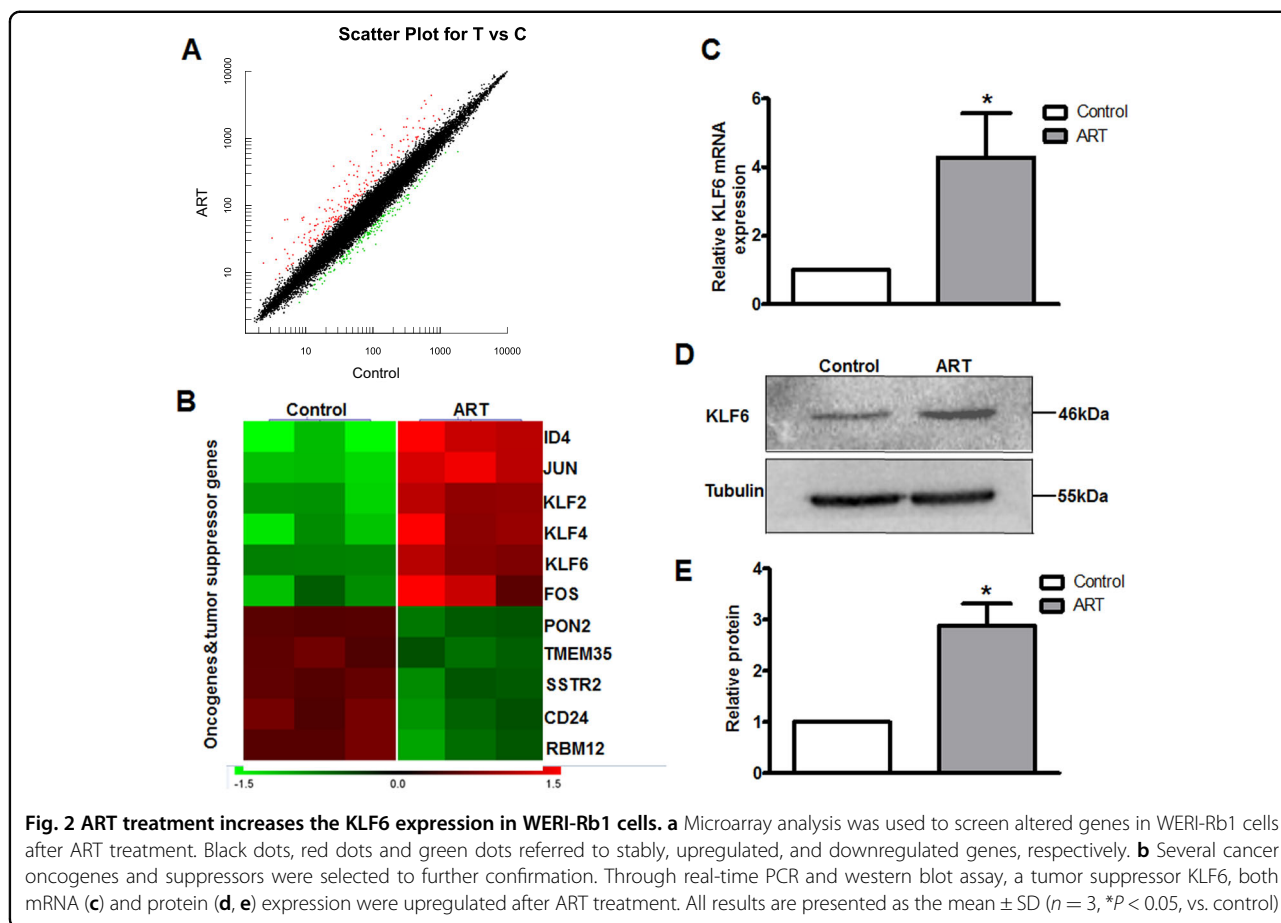 A
Scatter Plot for T vs C
10000
1000
100
10
ART
10 100 1000 10000
Control
B
Control ART
Oncogenes&tumor suppressor genes
ID4
JUN
KLF2
KLF4
KLF6
FOS
PON2
TMEM35
SSTR2
CD24
RBM12
-1.5 0.0 1.5
C
Relative KLF6 mRNA
expression
6
4
2
0
*
Control
ART
D
Control ART
KLF6 46kDa
Tubulin 55kDa
E
Relative protein
4
3
2
1
0
*
Control
ART
Fig. 2 ART treatment increases the KLF6 expression in WERI-Rb1 cells. a Microarray analysis was used to screen altered genes in WERI-Rb1 cells
after ART treatment. Black dots, red dots and green dots referred to stably, upregulated, and downregulated genes, respectively. b Several cancer
oncogenes and suppressors were selected to further confirmation. Through real-time PCR and western blot assay, a tumor suppressor KLF6, both
mRNA (c) and protein (d, e) expression were upregulated after ART treatment. All results are presented as the mean ± SD (n = 3, *P < 0.05, vs. control)